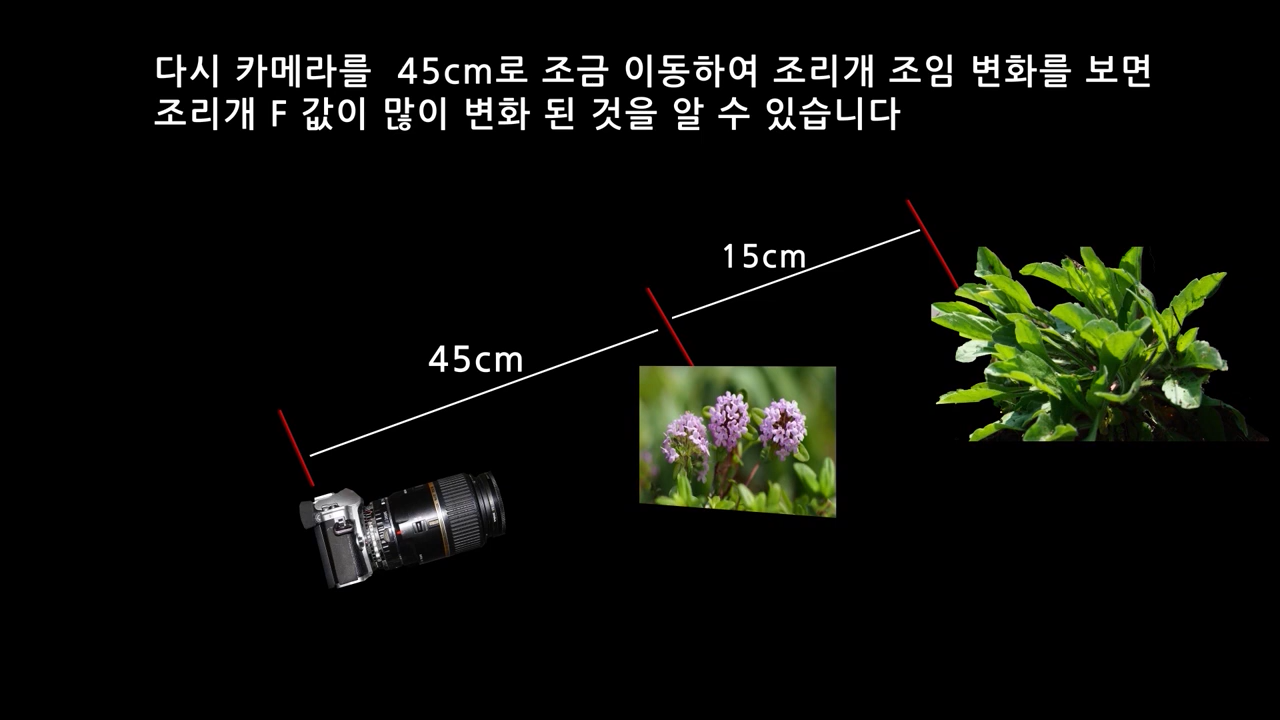 다시 카메라를  45cm로 조금 이동하여 조리개 조임 변화를 보면
조리개 F 값이 많이 변화 된 것을 알 수 있습니다
15cm
45cm